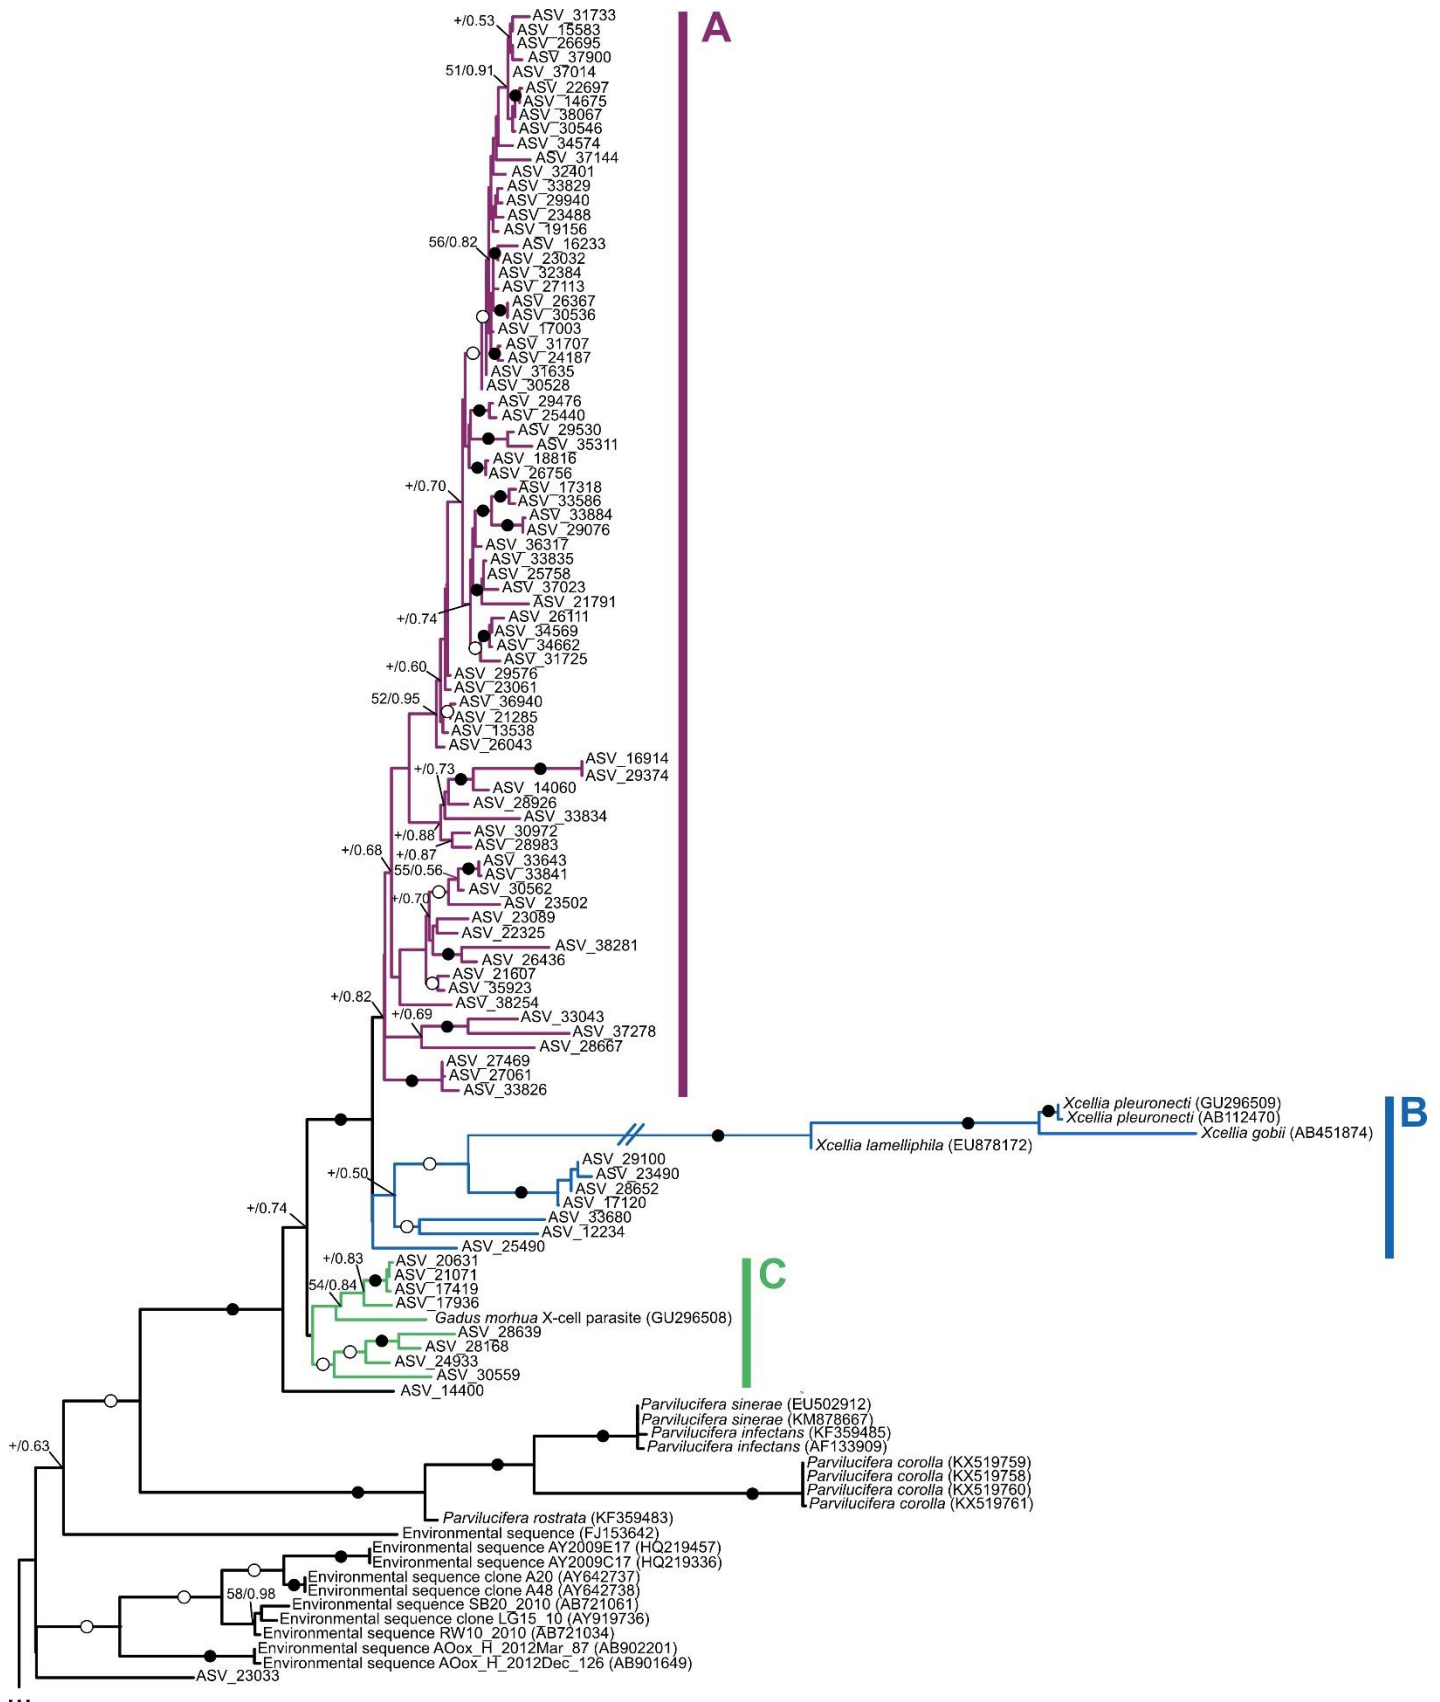 +/0.53
ASV_31733
A
ASV_15583
ASV_26695
ASV_37900
51/0.91
ASV_37014
ASV_22697
ASV_14675
ASV_38067
ASV_30546
ASV_34574
ASV_37144
ASV_32401
ASV_33829
ASV_29940
ASV_23488
ASV_19156
56/0.82
ASV_16233
ASV_23032
ASV_32384
ASV_27113
ASV_26367
ASV_30536
ASV_17003
ASV_31707
ASV_24187
ASV_31635
ASV_30528
ASV_29476
ASV_25440
ASV_29530
ASV_35311
ASV_18816
ASV_26756
+/0.70
ASV_17318
ASV_33586
ASV_33884
ASV_29076
ASV_36317
ASV_33835
ASV_25758
ASV_37023
ASV_21791
+/0.74
ASV_26111
ASV_34569
ASV_34662
ASV_31725
+/0.60
ASV_29576
ASV_23061
52/0.95
ASV_36940
ASV_21285
ASV_13538
ASV_26043
ASV_16914
+/0.73
ASV_29374
ASV_14060
ASV_28926
ASV_33834
+/0.88
ASV_30972
ASV_28983
+/0.68
+/0.87
ASV_33643
55/0.56
ASV_33841
ASV_30562
+/0.70
ASV_23502
ASV_23089
ASV_22325
ASV_38281
ASV_26436
ASV_21607
ASV_35923
+/0.82
ASV_38254
+/0.69
ASV_33043
ASV_37278
ASV_28667
ASV_27469
ASV_27061
ASV_33826
Xcellia pleuronecti (GU296509)
B
Xcellia pleuronecti (AB112470)
Xcellia gobii (AB451874)
Xcellia lamelliphila (EU878172)
ASV_29100
+/0.50
ASV_23490
ASV_28652
ASV_17120
+/0.74
ASV_33680
ASV_12234
ASV_25490
+/0.83
ASV_20631
C
ASV_21071
54/0.84
ASV_17419
ASV_17936
Gadus morhua X-cell parasite (GU296508)
ASV_28639
ASV_28168
ASV_24933
ASV_30559
ASV_14400
Parvilucifera sinerae (EU502912)
Parvilucifera sinerae (KM878667)
Parvilucifera infectans (KF359485)
+/0.63
Parvilucifera infectans (AF133909)
Parvilucifera corolla (KX519759)
Parvilucifera corolla (KX519758)
Parvilucifera corolla (KX519760)
Parvilucifera corolla (KX519761)
Parvilucifera rostrata (KF359483)
Environmental sequence (FJ153642)
Environmental sequence AY2009E17 (HQ219457)
Environmental sequence AY2009C17 (HQ219336)
Environmental sequence clone A20 (AY642737)
Environmental sequence clone A48 (AY642738)
58/0.98
Environmental sequence SB20_2010 (AB721061)
Environmental sequence clone LG15_10 (AY919736)
Environmental sequence RW10_2010 (AB721034)
Environmental sequence AOox_H_2012Mar_87 (AB902201)
Environmental sequence AOox_H_2012Dec_126 (AB901649)
ASV_23033
...